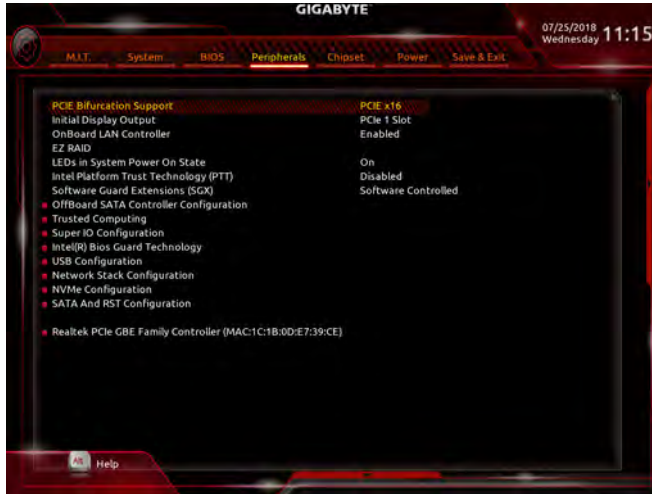 GIGABYTE
07/25/2018 Wednesday 11:15
M.I.T. System BIOS Peripherals Chipset Power Save & Exit
PCIE Bifurcation Support PCIE x16
Initial Display Output PCIe 1 Slot
OnBoard LAN Controller Enabled
EZ RAID
LEDs in System Power On State On
Intel Platform Trust Technology (PTT) Disabled
Software Guard Extensions (SGX) Software Controlled
OffBoard SATA Controller Configuration
Trusted Computing
Super IO Configuration
Intel(R) Bios Guard Technology
USB Configuration
Network Stack Configuration
NVMe Configuration
SATA And RST Configuration
Realtek PCIe GBE Family Controller (MAC:1C:1B:0D:E7:39:CE)
Alt Help